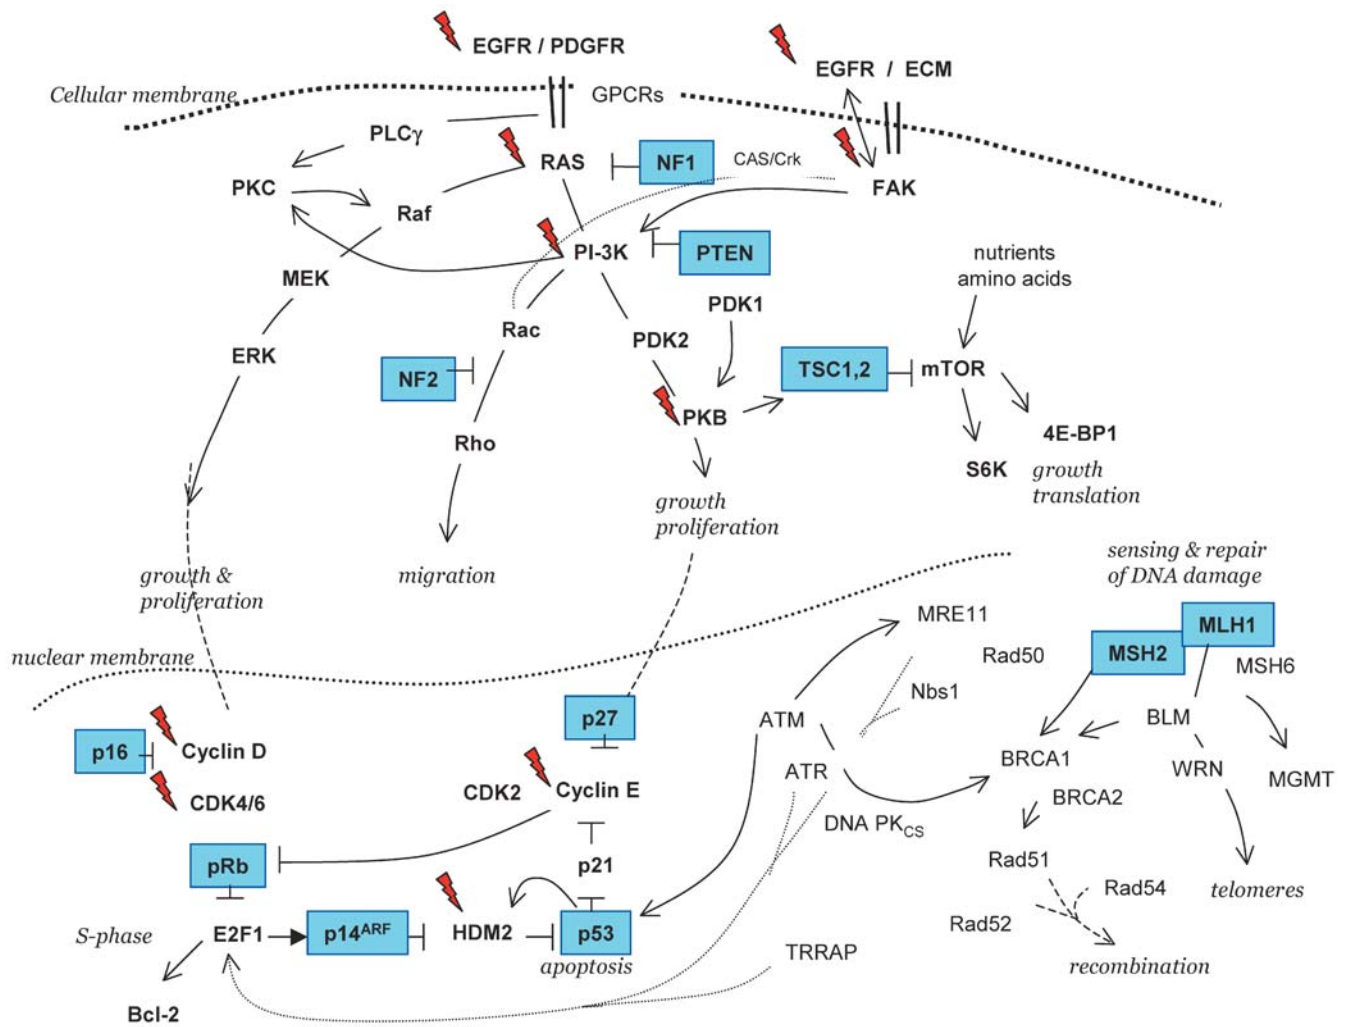 EGFR / PDGFR
EGFR / ECM
Cellular membrane
GPCRs
PLCγ
RAS
NF1
CAS/Crk
PKC
FAK
Raf
PI-3K
PTEN
nutrients
amino acids
MEK
PDK1
Rac
PDK2
ERK
NF2
TSC1,2
mTOR
PKB
4E-BP1
Rho
S6K
growth
translation
growth
proliferation
sensing & repair
of DNA damage
growth &
proliferation
migration
MRE11
MLH1
MSH2
Rad50
MSH6
nuclear membrane
Nbs1
p27
ATM
BLM
p16
Cyclin D
BRCA1
WRN
ATR
MGMT
CDK4/6
CDK2
Cyclin E
BRCA2
DNA PKCS
pRb
p21
Rad51
Rad54
telomeres
Rad52
S-phase
E2F1
p14ARF
HDM2
p53
apoptosis
TRRAP
recombination
Bcl-2